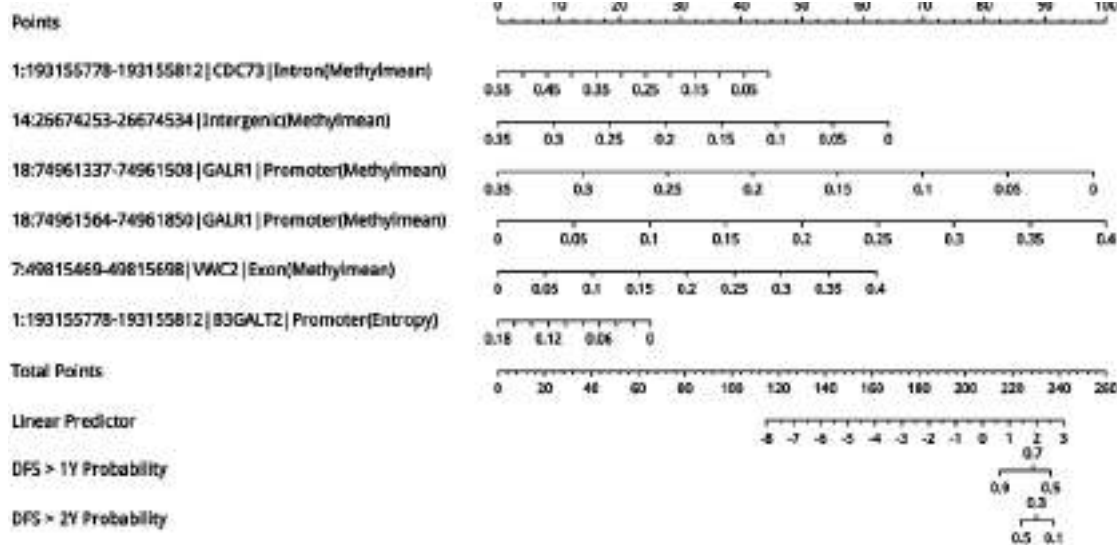 Points 0 10 20 30 40 50 60 70 80 90 100
1:193155778-193155812|CDC73|Intron(Methylmean)
0.55 0.45 0.35 0.25 0.15 0.05
14:26674253-26674534|Intergenic(Methylmean)
0.35 0.3 0.25 0.2 0.15 0.1 0.05 0
18:74961337-74961508|GALR1|Promoter(Methylmean)
0.35 0.3 0.25 0.2 0.15 0.1 0.05 0
18:74961564-74961850|GALR1|Promoter(Methylmean)
0 0.05 0.1 0.15 0.2 0.25 0.3 0.35 0.4
7:49815469-49815698|VWC2|Exon(Methylmean)
0 0.05 0.1 0.15 0.2 0.25 0.3 0.35 0.4
1:193155778-193155812|B3GALT2|Promoter(Entropy)
0.18 0.12 0.06 0
Total Points
0 20 40 60 80 100 120 140 160 180 200 220 240 260
Linear Predictor
-8 -7 -6 -5 -4 -3 -2 -1 0 1 2 3
0.7
DFS > 1Y Probability
0.9 0.5
0.3
DFS > 2Y Probability
0.5 0.1